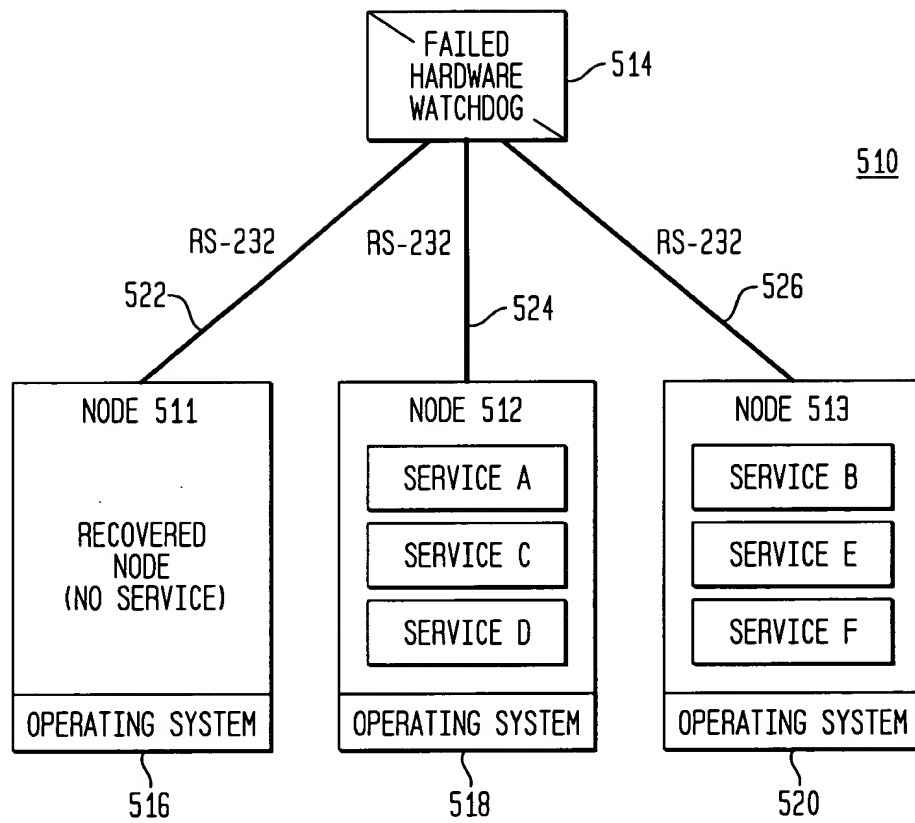 FAILED
HARDWARE
WATCHDOG
514
510
RS-232
RS-232
RS-232
522
524
526
NODE 511
RECOVERED
NODE
(NO SERVICE)
OPERATING SYSTEM
516
NODE 512
SERVICE A
SERVICE C
SERVICE D
OPERATING SYSTEM
518
NODE 513
SERVICE B
SERVICE E
SERVICE F
OPERATING SYSTEM
520